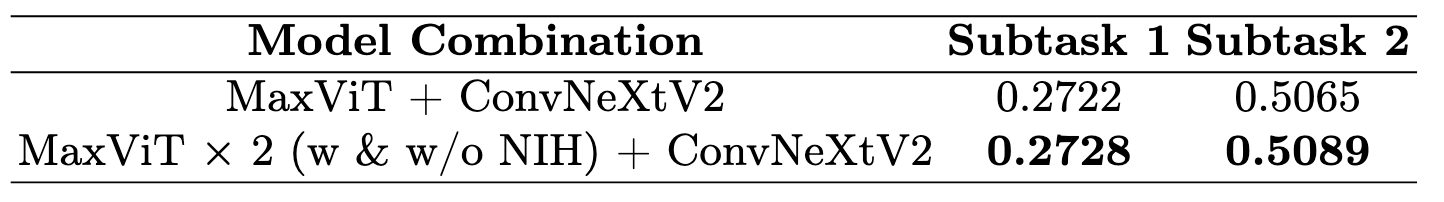 Model Combination Subtask 1 Subtask 2
MaxViT + ConvNeXtV2 0.2722 0.5065
MaxViT × 2 (w & w/o NIH) + ConvNeXtV2 0.2728 0.5089